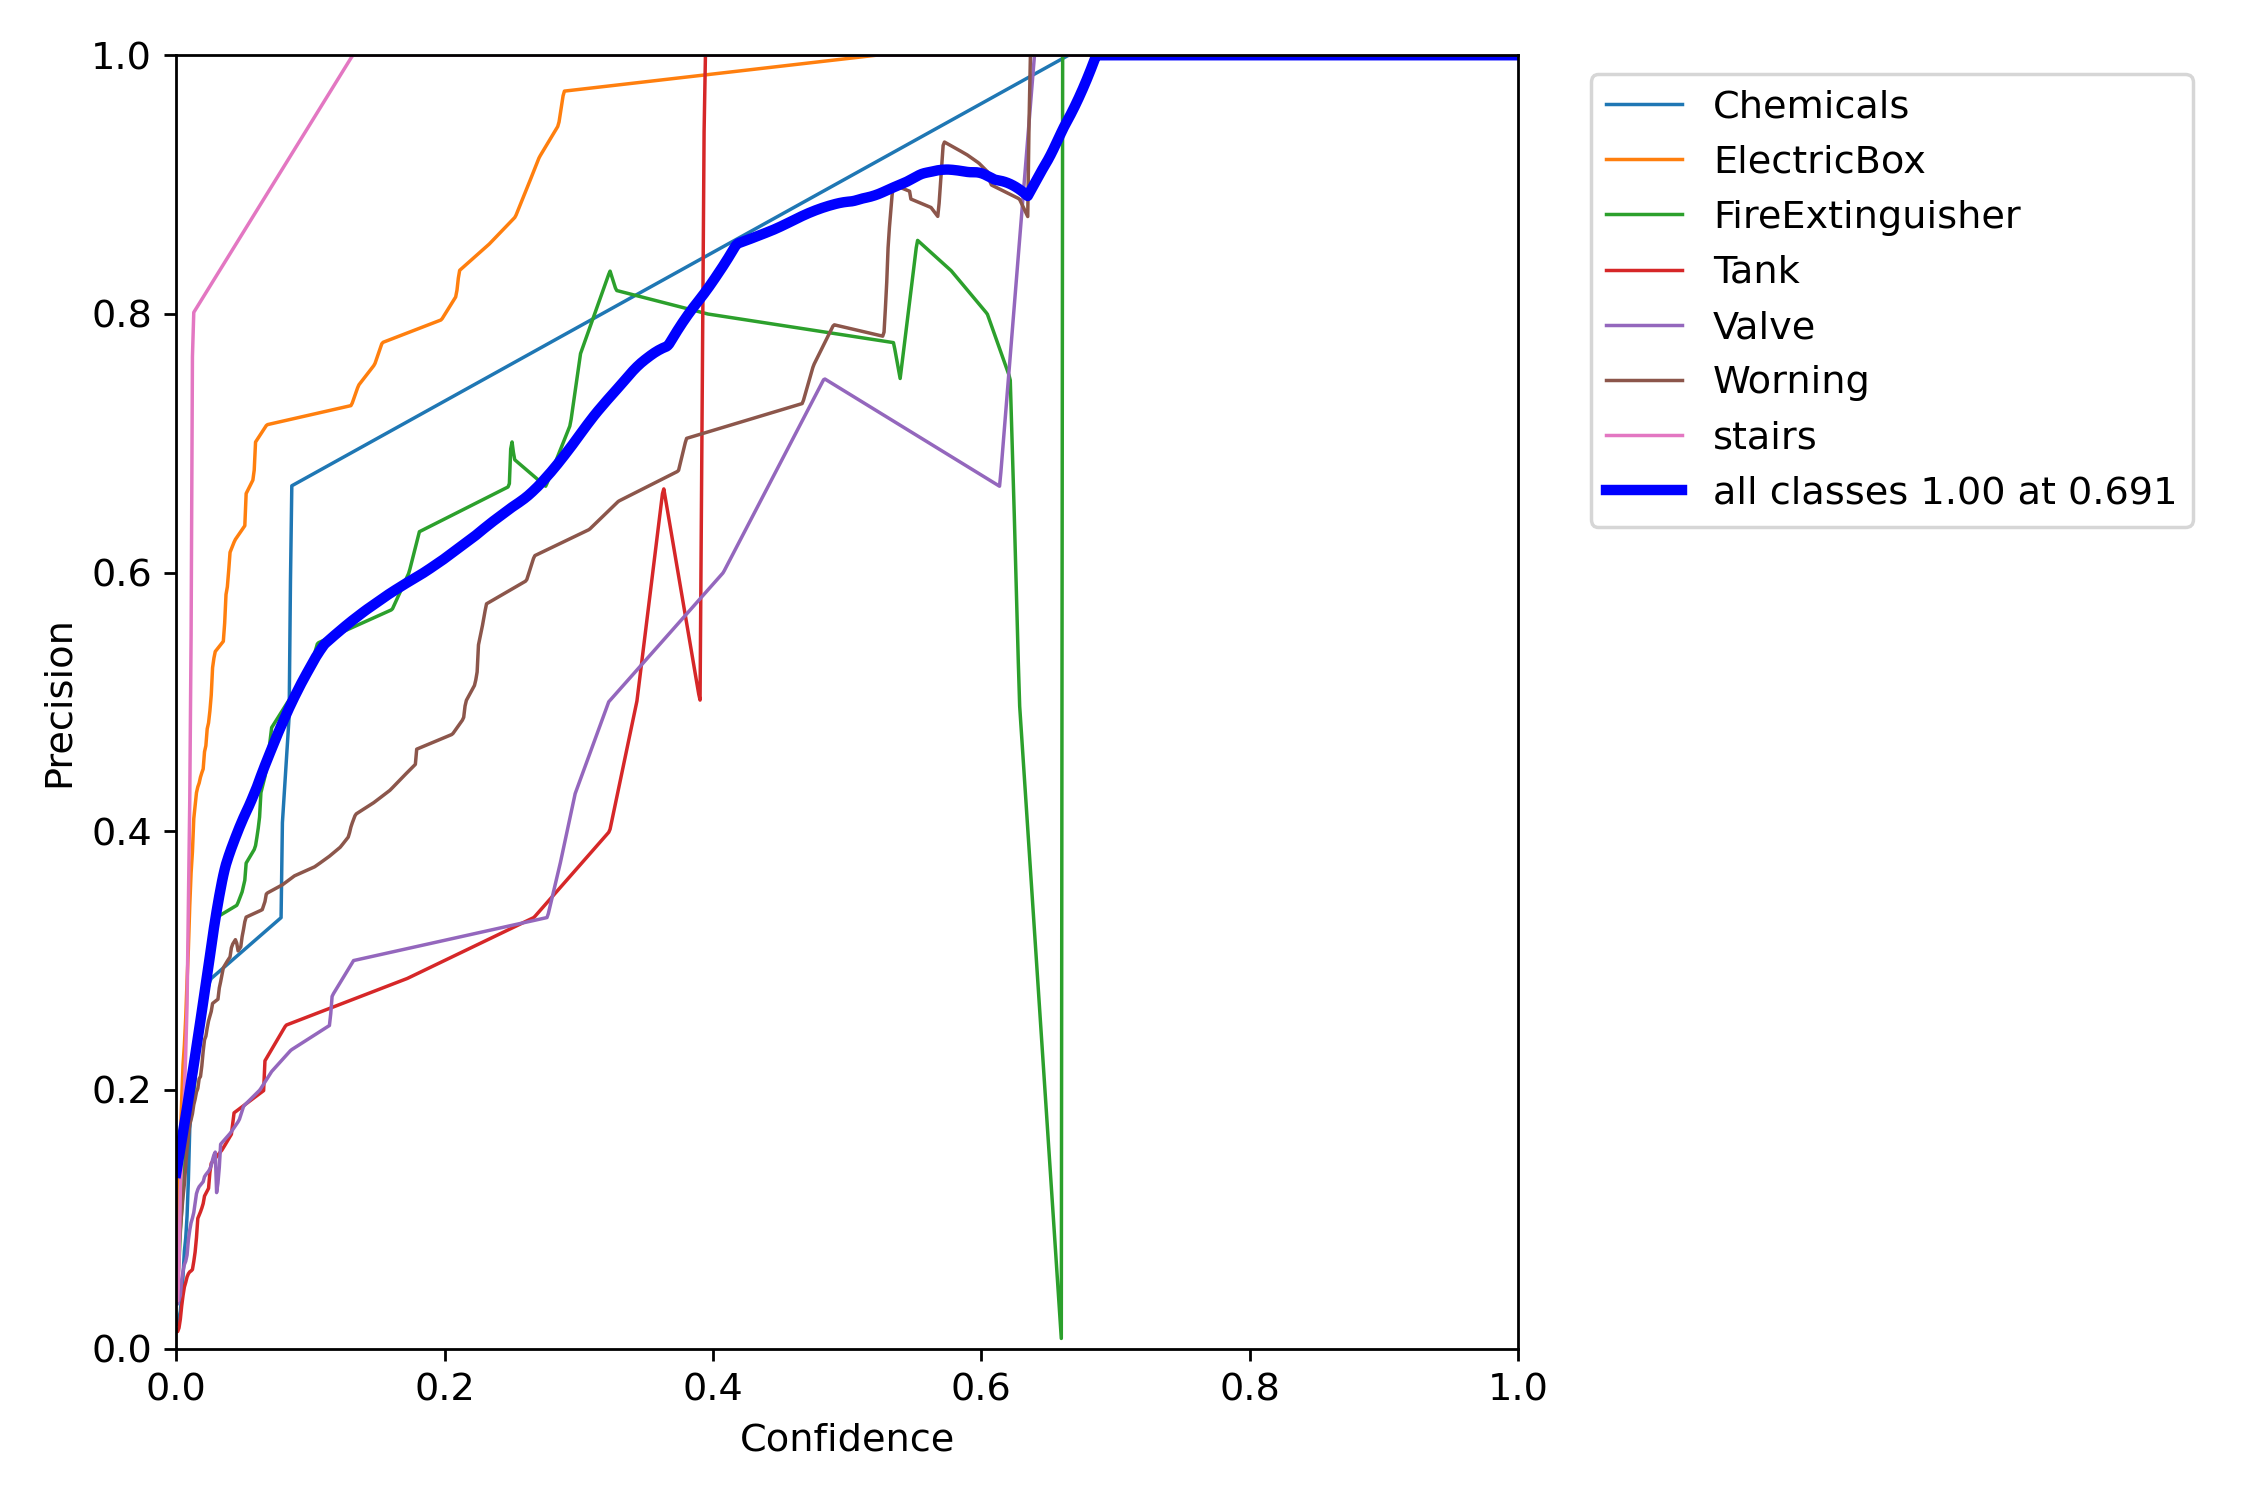 1.0
0.8
0.6
0.4
0.2
0.0
0.0 0.2 0.4 0.6 0.8 1.0
Precision
Confidence
Chemicals
ElectricBox
FireExtinguisher
Tank
Valve
Worning
stairs
all classes 1.00 at 0.691